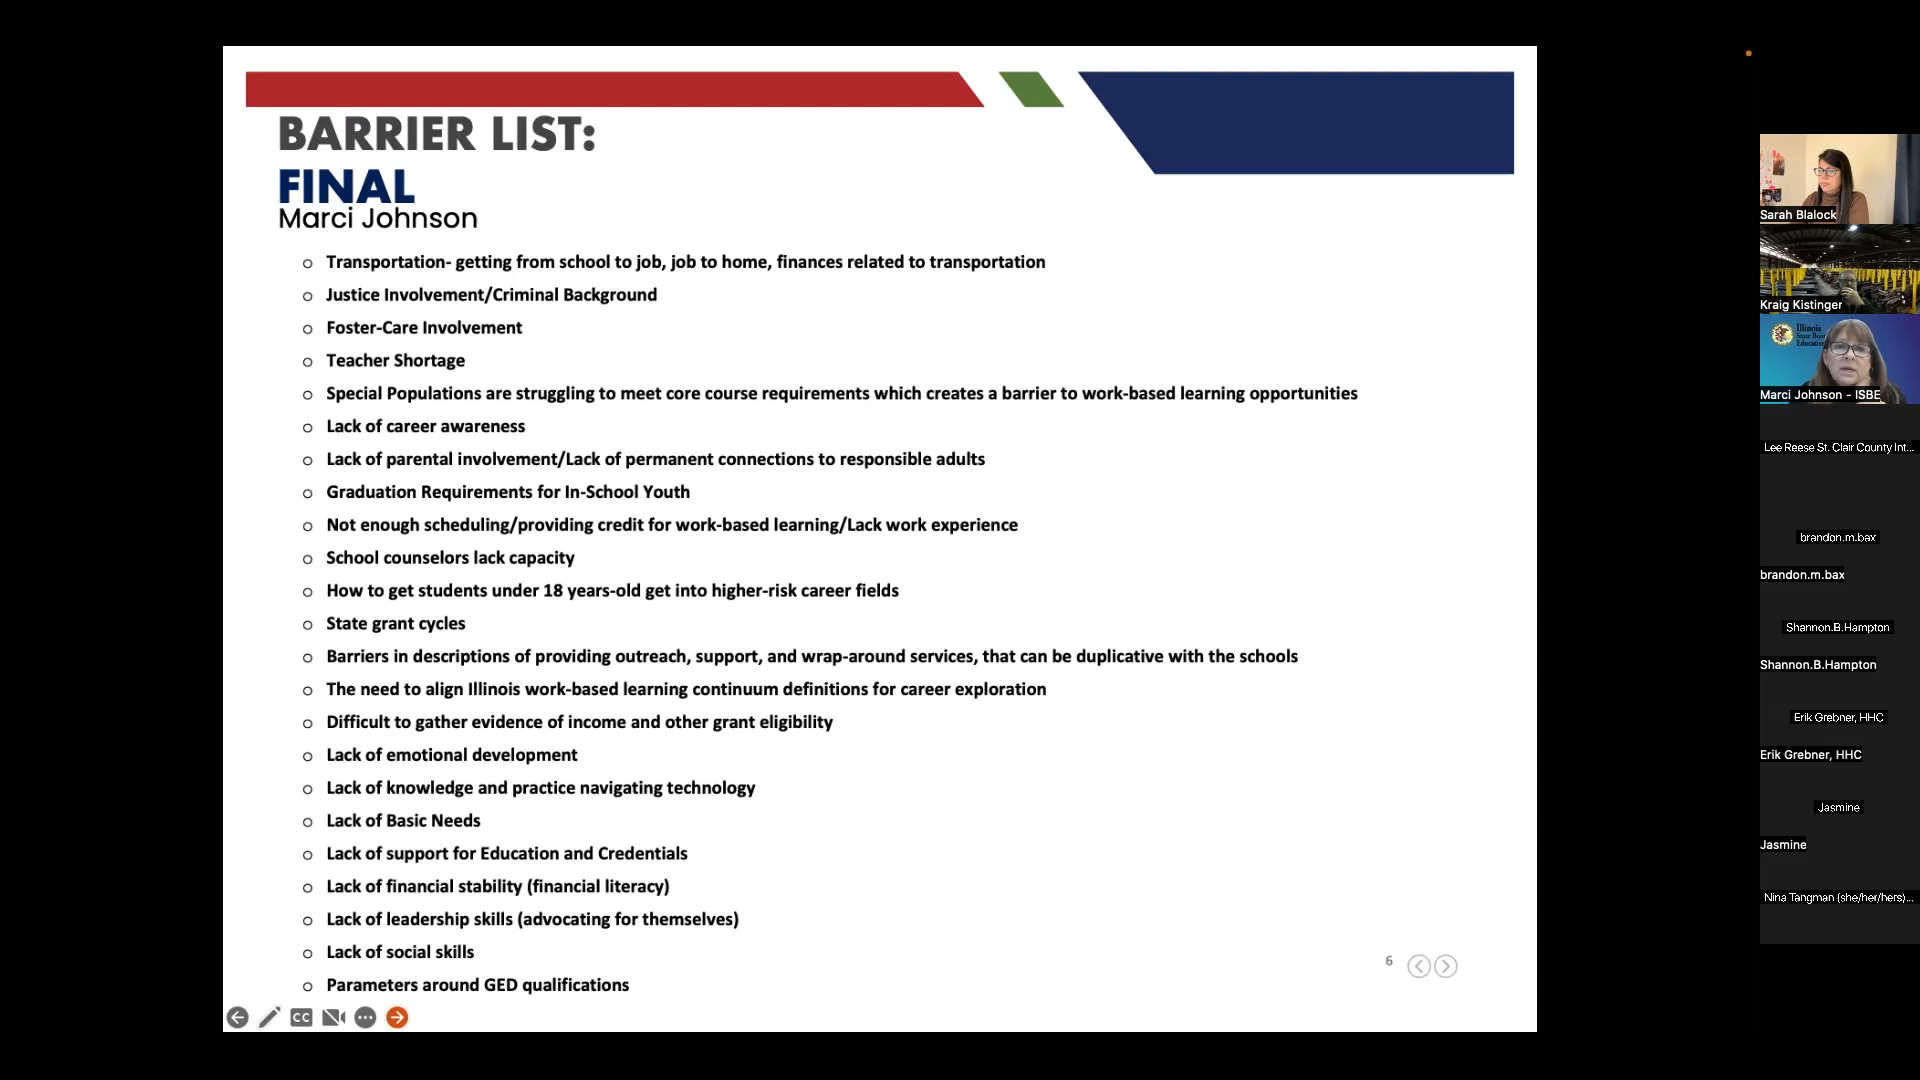 BARRIER LIST:
FINAL
Marci Johnson
Transportation- getting from school to job, job to home, finances related to transportation
Justice Involvement/Criminal Background
Foster-Care Involvement
Teacher Shortage
Special Populations are struggling to meet core course requirements which creates a barrier to work-based learning opportunities
Lack of career awareness
Lack of parental involvement/Lack of permanent connections to responsible adults
Graduation Requirements for In-School Youth
Not enough scheduling/providing credit for work-based learning/Lack work experience
School counselors lack capacity
How to get students under 18 years-old get into higher-risk career fields
State grant cycles
Barriers in descriptions of providing outreach, support, and wrap-around services, that can be duplicative with the schools
The need to align Illinois work-based learning continuum definitions for career exploration
Difficult to gather evidence of income and other grant eligibility
Lack of emotional development
Lack of knowledge and practice navigating technology
Lack of Basic Needs
Lack of support for Education and Credentials
Lack of financial stability (financial literacy)
Lack of leadership skills (advocating for themselves)
Lack of social skills
Parameters around GED qualifications
6
CC
Sarah Blalock
Kraig Kistinger
Illinois
State
Education
Marci Johnson - ISBE
Lee Reese St. Clair County Int...
brandon.m.bax
brandon.m.bax
Shannon.B.Hampton
Shannon.B.Hampton
Erik Grebner, HHC
Erik Grebner, HHC
Jasmine
Jasmine
Nina Tangman (she/her/hers)...